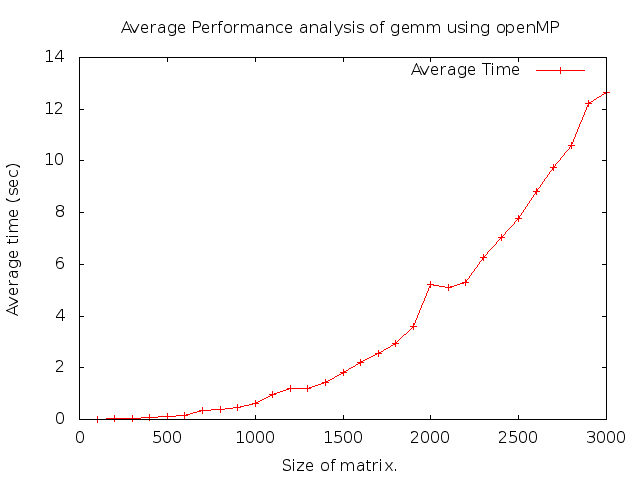 Average Performance analysis of gemm using openMP
Average Time
Average time (sec)
14
12
10
8
6
4
2
0
0 500 1000 1500 2000 2500 3000
Size of matrix.